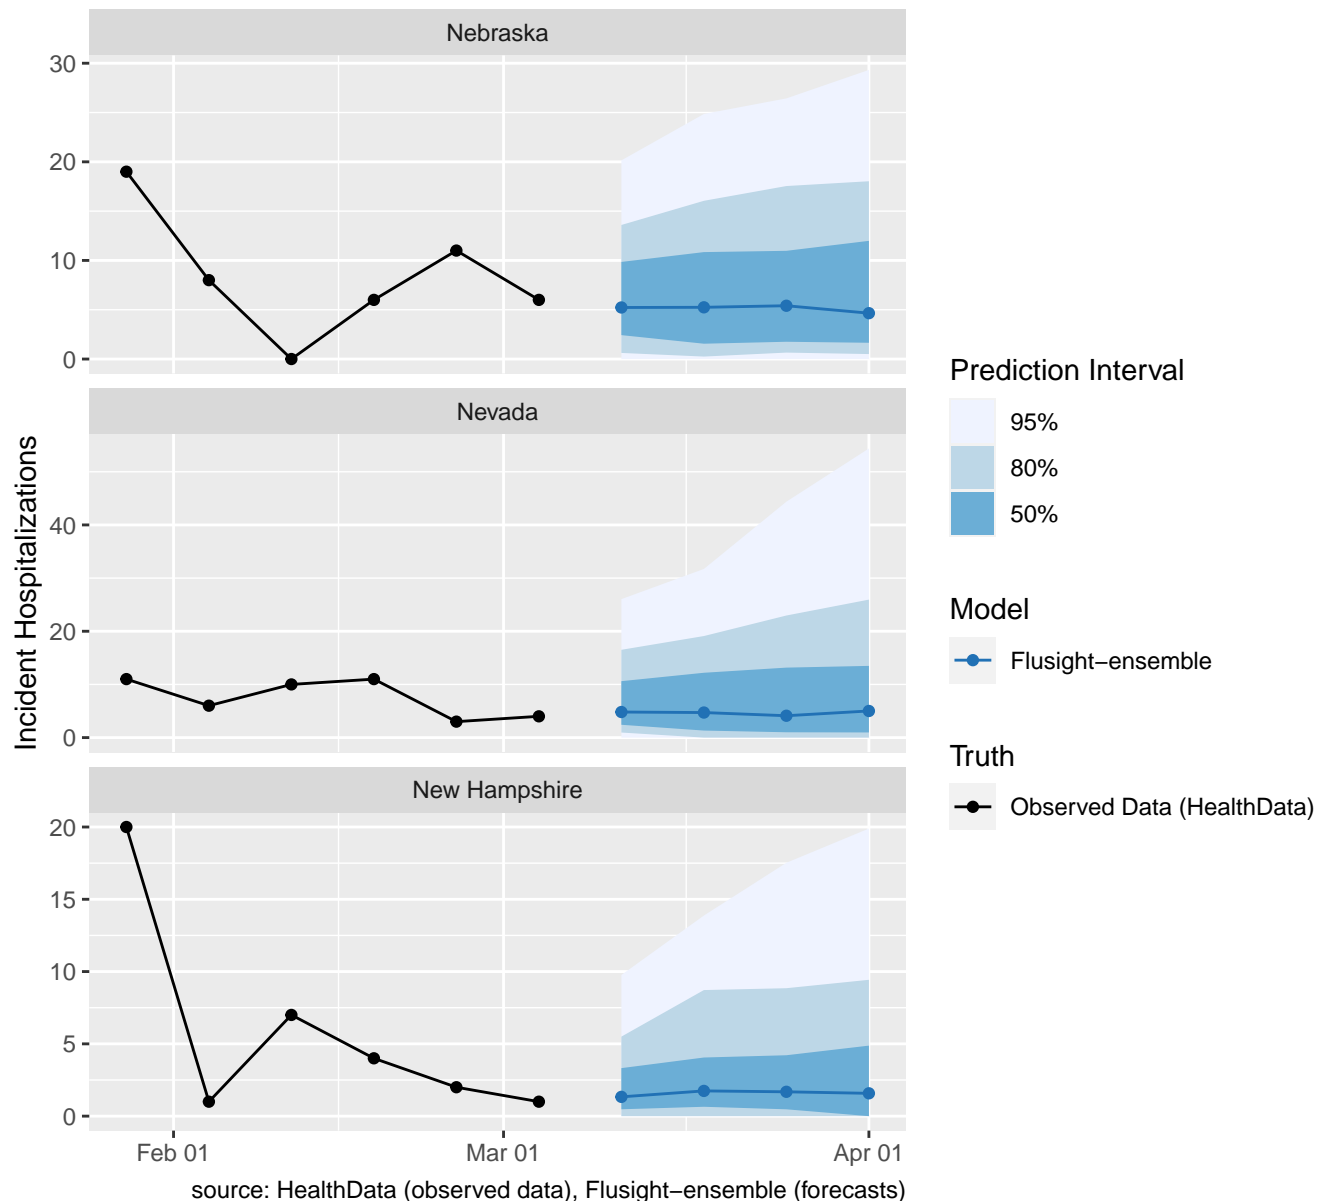 Nebraska
30
20
10
0
Nevada
40
20
0
New Hampshire
20
15
10
5
0
Feb 01
Mar 01
Apr 01
Incident Hospitalizations
source: HealthData (observed data), Flusight−ensemble (forecasts)
Prediction Interval
95%
80%
50%
Model
Flusight−ensemble
Truth
Observed Data (HealthData)